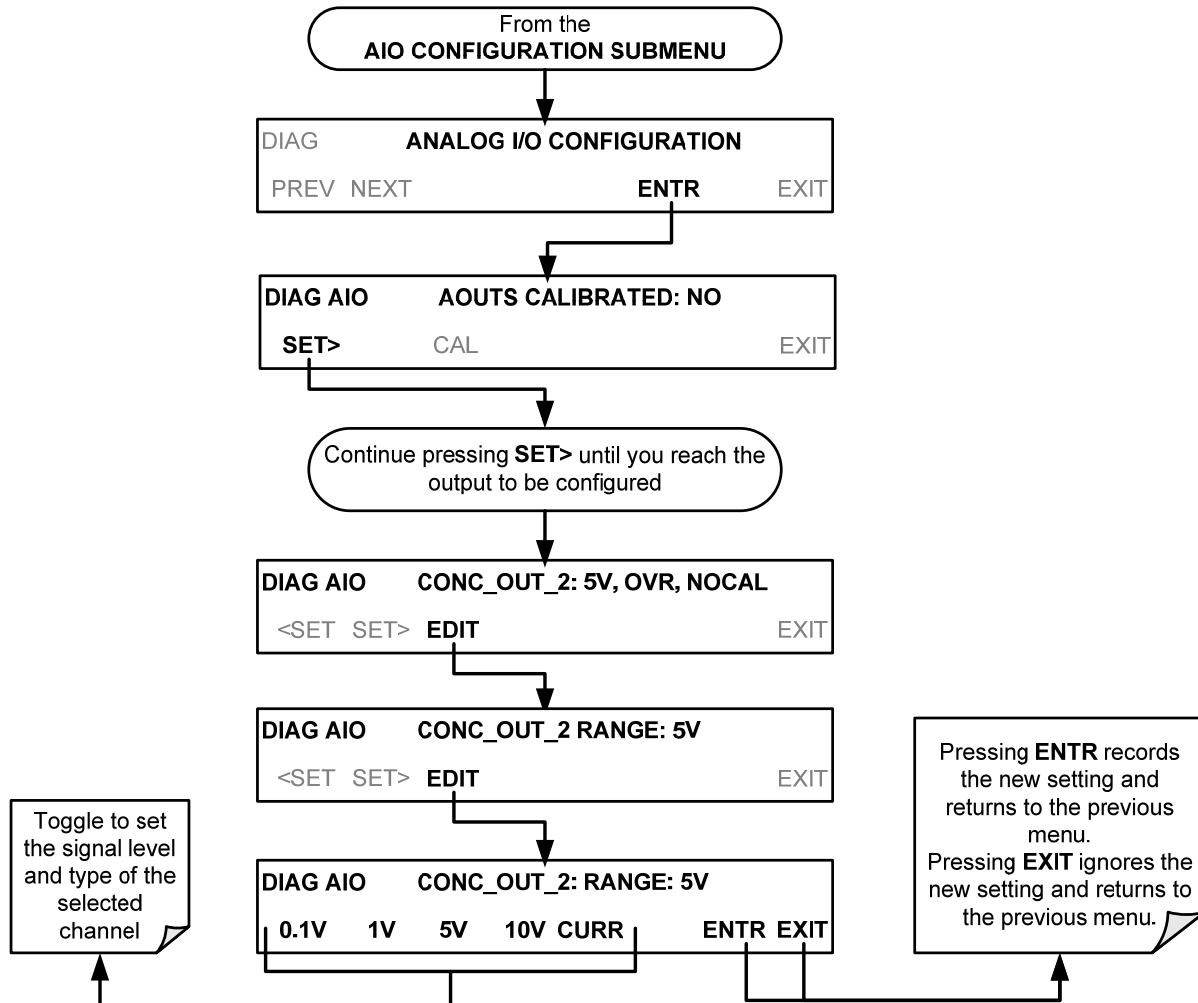 From the
AIO CONFIGURATION SUBMENU
DIAG ANALOG I/O CONFIGURATION
PREV NEXT ENTR EXIT
DIAG AIO AOUTS CALIBRATED: NO
SET> CAL EXIT
Continue pressing SET> until you reach the
output to be configured
DIAG AIO CONC_OUT_2: 5V, OVR, NOCAL
<SET SET> EDIT EXIT
DIAG AIO CONC_OUT_2 RANGE: 5V
<SET SET> EDIT EXIT
Toggle to set
the signal level
and type of the
selected
channel
DIAG AIO CONC_OUT_2: RANGE: 5V
0.1V 1V 5V 10V CURR ENTR EXIT
Pressing ENTR records
the new setting and
returns to the previous
menu.
Pressing EXIT ignores the
new setting and returns to
the previous menu.